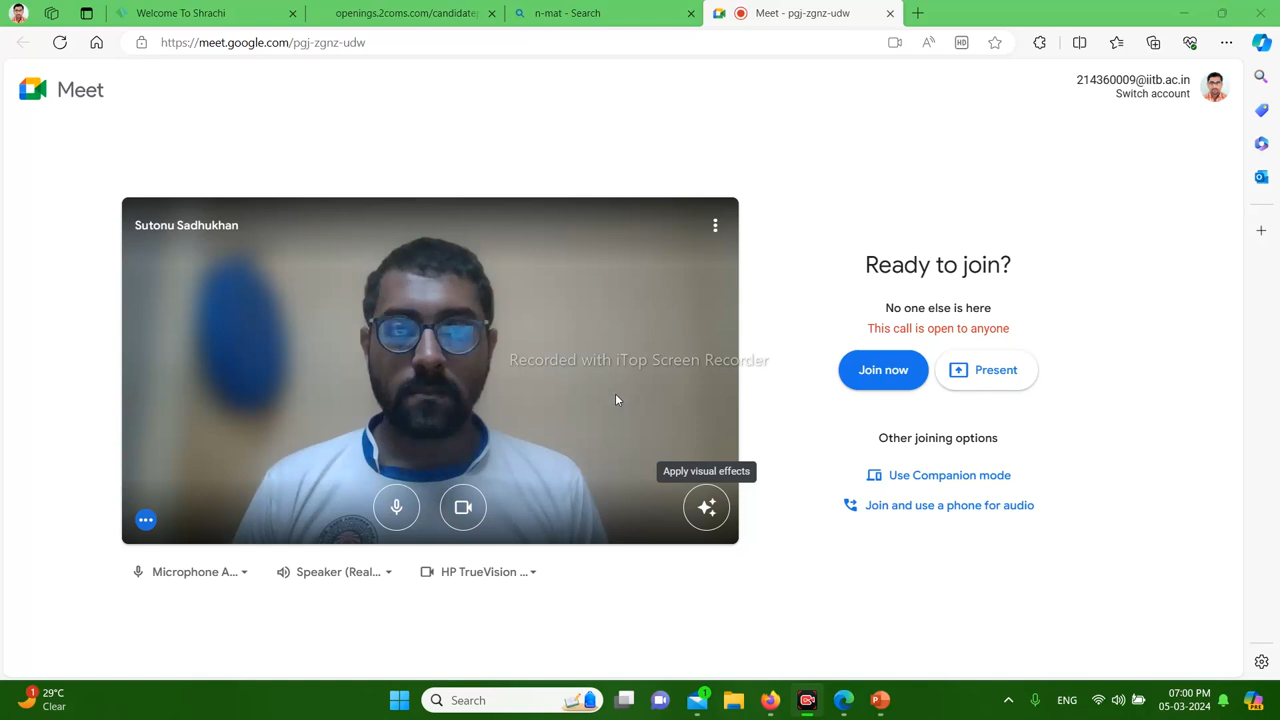 Welcome To Shrachi
openings.2coms.com/candidate
n-mat - Search
Meet - pgj-zgnz-udw
https://meet.google.com/pgj-zgnz-udw
HD
Meet
214360009@iitb.ac.in
Switch account
Sutonu Sadhukhan
Recorded with iTop Screen Recorder
Apply visual effects
Ready to join?
No one else is here
This call is open to anyone
Join now
Present
Other joining options
Use Companion mode
Join and use a phone for audio
Microphone A...
Speaker (Real...
HP TrueVision ...
1
29°C
Clear
Search
1
ENG
07:00 PM
05-03-2024